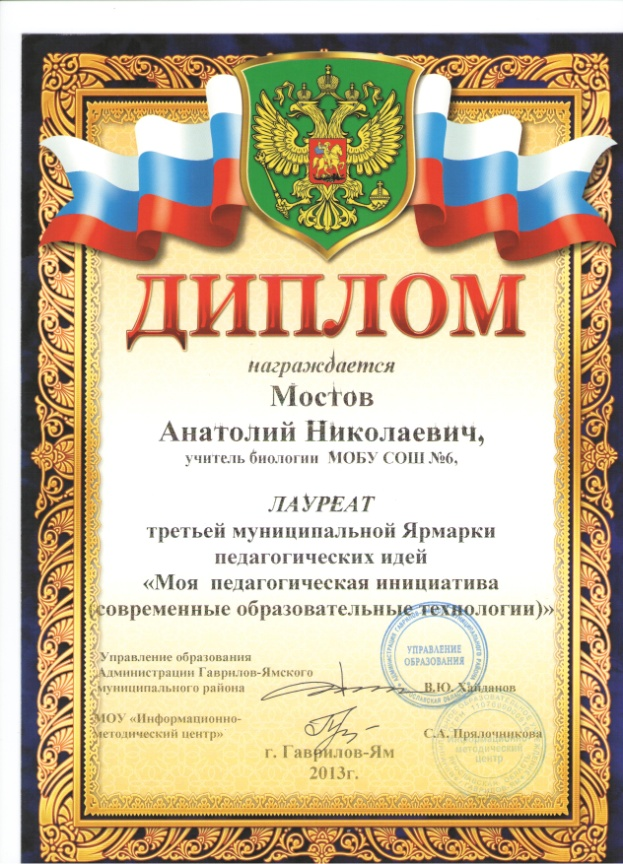 ДИПЛОМ
награждается
Мостов
Анатолий Николаевич,
учитель биологии МОБУ СОШ №6,
ЛАУРЕАТ
третьей муниципальной Ярмарки
педагогических идей
«Моя педагогическая инициатива
(современные образовательные технологии)»
Управление образования
Администрации Гаврилов-Ямского
муниципального района
В.Ю. Хайданов
УПРАВЛЕНИЕ
ОБРАЗОВАНИЯ
МОУ «Информационно-
методический центр»
С.А. Прялочникова
методический
центр
г. Гаврилов-Ям
2013г.